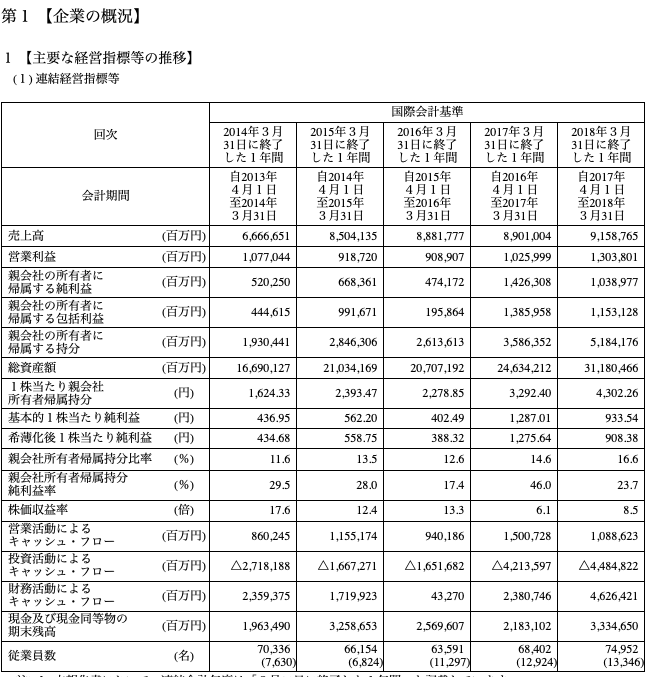 第１ 【企業の概況】
１ 【主要な経営指標等の推移】
(１) 連結経営指標等
回次 国際会計基準
2014年３月31日に終了した１年間 2015年３月31日に終了した１年間 2016年３月31日に終了した１年間 2017年３月31日に終了した１年間 2018年３月31日に終了した１年間
会計期間 自2013年４月１日至2014年３月31日 自2014年４月１日至2015年３月31日 自2015年４月１日至2016年３月31日 自2016年４月１日至2017年３月31日 自2017年４月１日至2018年３月31日
売上高 (百万円) 6,666,651 8,504,135 8,881,777 8,901,004 9,158,765
営業利益 (百万円) 1,077,044 918,720 908,907 1,025,999 1,303,801
親会社の所有者に帰属する純利益 (百万円) 520,250 668,361 474,172 1,426,308 1,038,977
親会社の所有者に帰属する包括利益 (百万円) 444,615 991,671 195,864 1,385,958 1,153,128
親会社の所有者に帰属する持分 (百万円) 1,930,441 2,846,306 2,613,613 3,586,352 5,184,176
総資産額 (百万円) 16,690,127 21,034,169 20,707,192 24,634,212 31,180,466
１株当たり親会社所有者帰属持分 (円) 1,624.33 2,393.47 2,278.85 3,292.40 4,302.26
基本的１株当たり純利益 (円) 436.95 562.20 402.49 1,287.01 933.54
希薄化後１株当たり純利益 (円) 434.68 558.75 388.32 1,275.64 908.38
親会社所有者帰属持分比率 (％) 11.6 13.5 12.6 14.6 16.6
親会社所有者帰属持分純利益率 (％) 29.5 28.0 17.4 46.0 23.7
株価収益率 (倍) 17.6 12.4 13.3 6.1 8.5
営業活動によるキャッシュ・フロー (百万円) 860,245 1,155,174 940,186 1,500,728 1,088,623
投資活動によるキャッシュ・フロー (百万円) △2,718,188 △1,667,271 △1,651,682 △4,213,597 △4,484,822
財務活動によるキャッシュ・フロー (百万円) 2,359,375 1,719,923 43,270 2,380,746 4,626,421
現金及び現金同等物の期末残高 (百万円) 1,963,490 3,258,653 2,569,607 2,183,102 3,334,650
従業員数 (名) 70,336 66,154 63,591 68,402 74,952
(7,630) (6,824) (11,297) (12,924) (13,346)